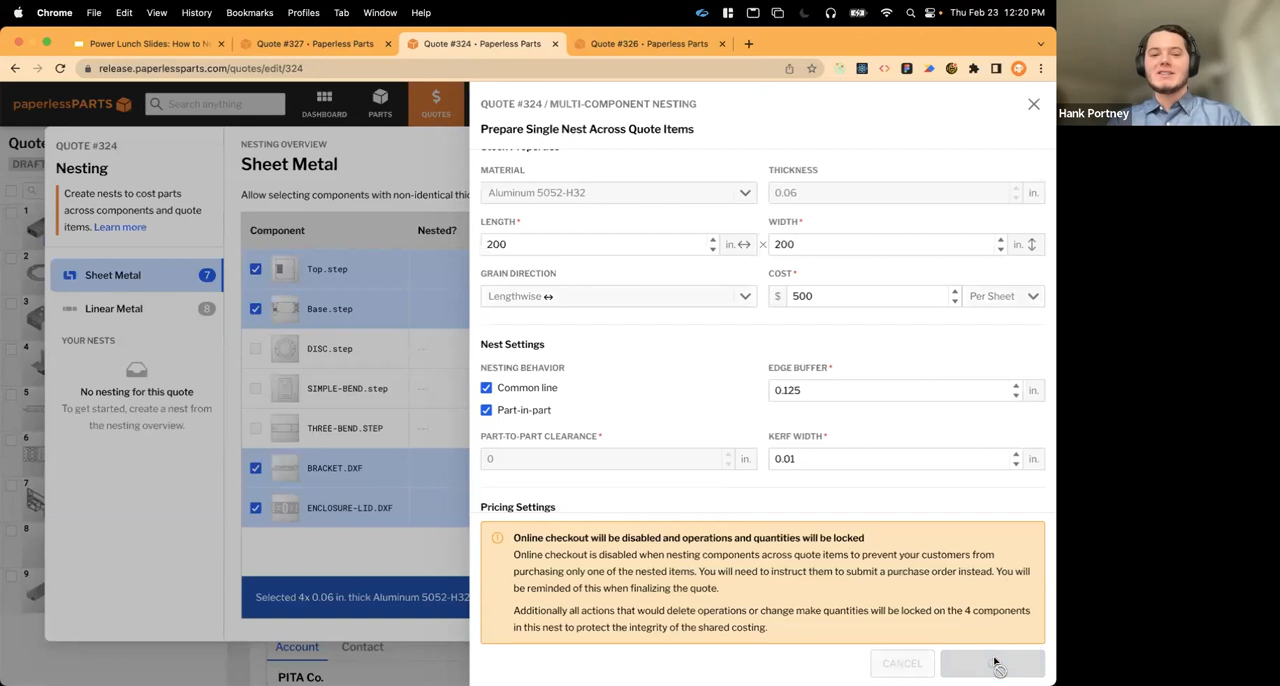 Chrome File Edit View History Bookmarks Profiles Tab Window Help Thu Feb 23 12:20 PM
Power Lunch Slides: How to N Quote #327 • Paperless Parts Quote #324 • Paperless Parts Quote #326 • Paperless Parts
release.paperlessparts.com/quotes/edit/324
paperlessPARTS Search anything DASHBOARD PARTS QUOTES
Hank Portney
Quot
DRAFT
1
2
3
4
5
6
7
8
9
QUOTE #324
Nesting
Create nests to cost parts
across components and quote
items. Learn more
Sheet Metal 7
Linear Metal 8
YOUR NESTS
No nesting for this quote
To get started, create a nest from
the nesting overview.
NESTING OVERVIEW
Sheet Metal
Allow selecting components with non-identical thic
Component Nested?
Top.step
Base.step
DISC.step --
SIMPLE-BEND.step --
THREE-BEND.STEP --
BRACKET.DXF
ENCLOSURE-LID.DXF
Selected 4x 0.06 in. thick Aluminum 5052-H32
Account Contact
PITA Co.
QUOTE #324 / MULTI-COMPONENT NESTING
Prepare Single Nest Across Quote Items
Stock Properties
MATERIAL THICKNESS
Aluminum 5052-H32 0.06 in.
LENGTH* WIDTH*
200 in. ↔ × 200 in. ↕
GRAIN DIRECTION COST*
Lengthwise ↔ $ 500 Per Sheet
Nest Settings
NESTING BEHAVIOR EDGE BUFFER*
Common line
0.125 in.
Part-in-part
PART-TO-PART CLEARANCE* KERF WIDTH*
0 in. 0.01 in.
Pricing Settings
Online checkout will be disabled and operations and quantities will be locked
Online checkout is disabled when nesting components across quote items to prevent your customers from
purchasing only one of the nested items. You will need to instruct them to submit a purchase order instead. You will
be reminded of this when finalizing the quote.
Additionally all actions that would delete operations or change make quantities will be locked on the 4 components
in this nest to protect the integrity of the shared costing.
CANCEL